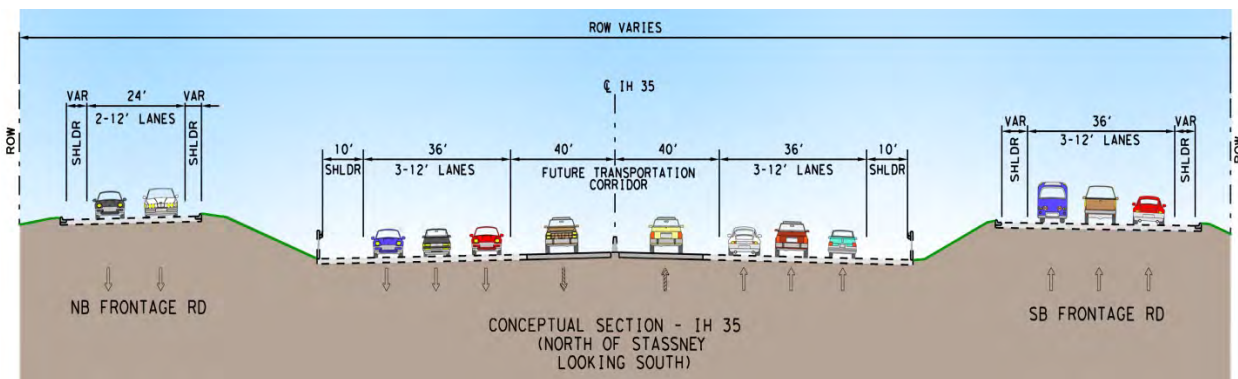 ROW VARIES
℄ IH 35
ROW
VAR
24'
VAR
2-12' LANES
SHLDR
SHLDR
10'
36'
40'
40'
36'
10'
SHLDR
3-12' LANES
FUTURE TRANSPORTATION
CORRIDOR
3-12' LANES
SHLDR
VAR
36'
VAR
3-12' LANES
SHLDR
SHLDR
ROW
NB FRONTAGE RD
SB FRONTAGE RD
CONCEPTUAL SECTION - IH 35
(NORTH OF STASSNEY
LOOKING SOUTH)